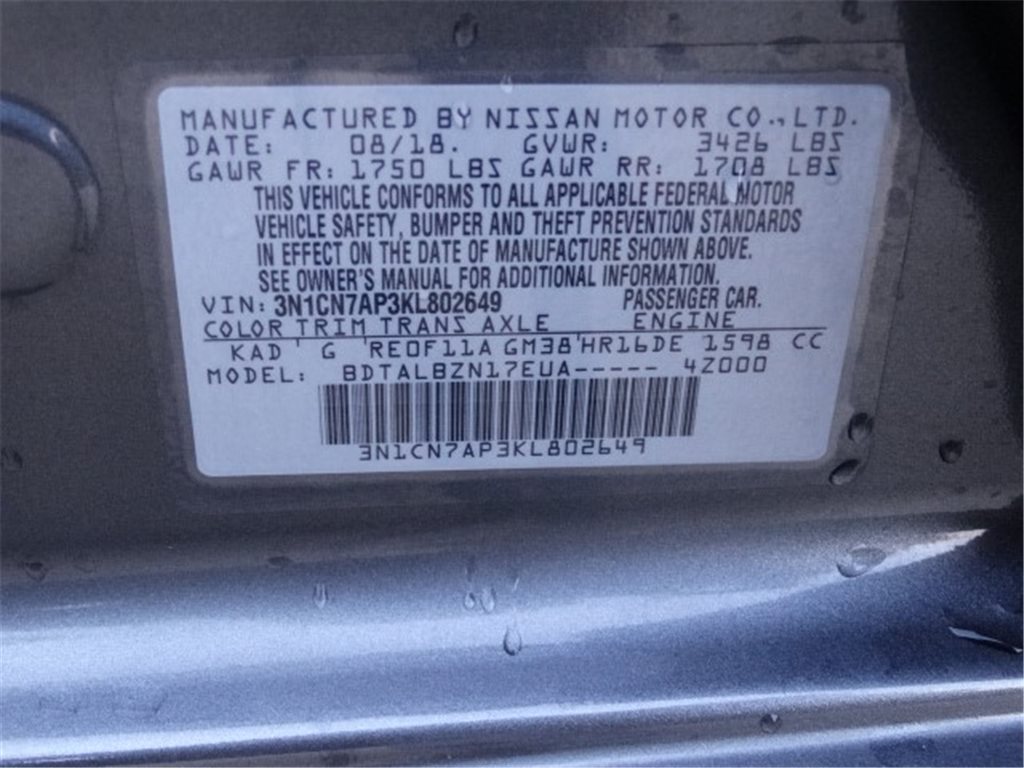 MANUFACTURED BY NISSAN MOTOR CO., LTD.
DATE: 08/18. GVWR: 3426 LBS
GAWR FR: 1750 LBS GAWR RR: 1708 LBS
THIS VEHICLE CONFORMS TO ALL APPLICABLE FEDERAL MOTOR
VEHICLE SAFETY, BUMPER AND THEFT PREVENTION STANDARDS
IN EFFECT ON THE DATE OF MANUFACTURE SHOWN ABOVE.
SEE OWNER'S MANUAL FOR ADDITIONAL INFORMATION.
VIN: 3N1CN7AP3KL802649 PASSENGER CAR.
COLOR TRIM TRANS AXLE ENGINE
KAD G RE0F11A GM38 HR16DE 1598 CC
MODEL: BDTALBZN17EUA----- 4Z000
3N1CN7AP3KL802649